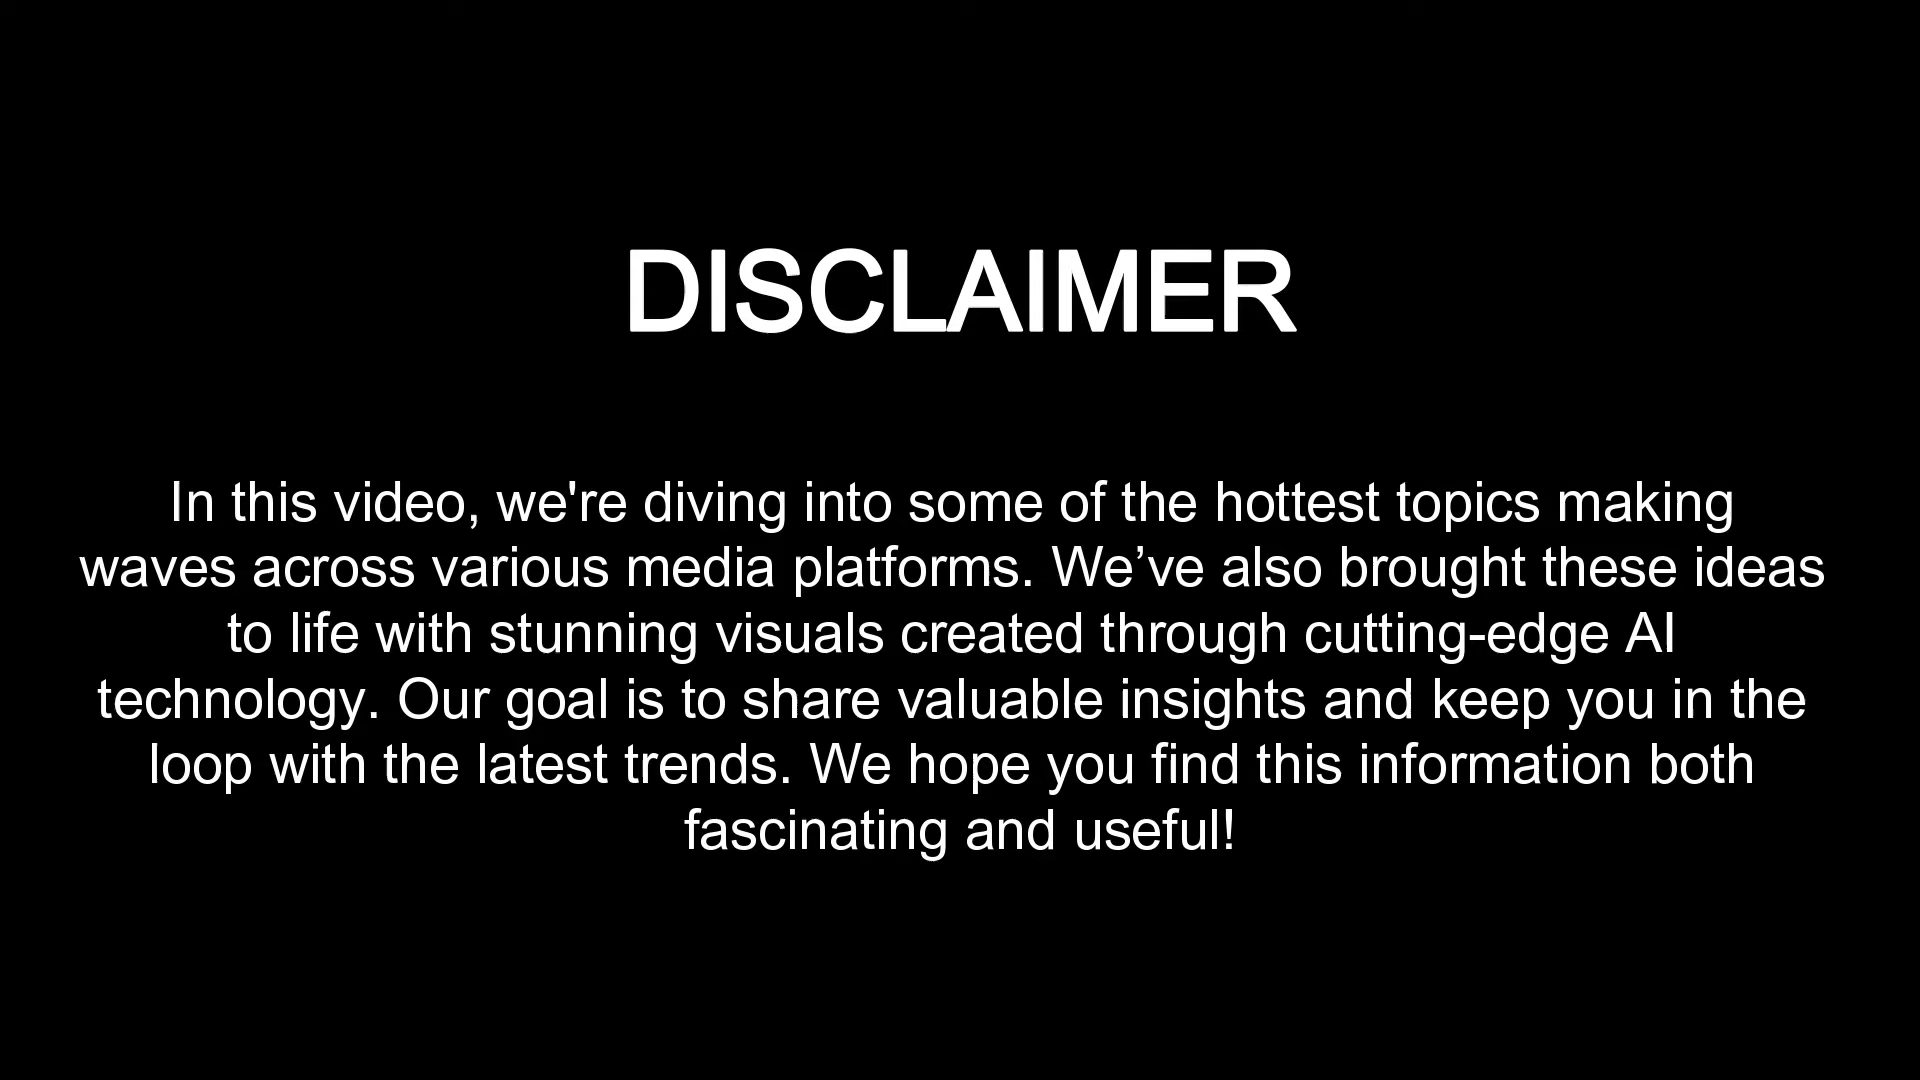 DISCLAIMER
In this video, we're diving into some of the hottest topics making
waves across various media platforms. We’ve also brought these ideas
to life with stunning visuals created through cutting-edge AI
technology. Our goal is to share valuable insights and keep you in the
loop with the latest trends. We hope you find this information both
fascinating and useful!